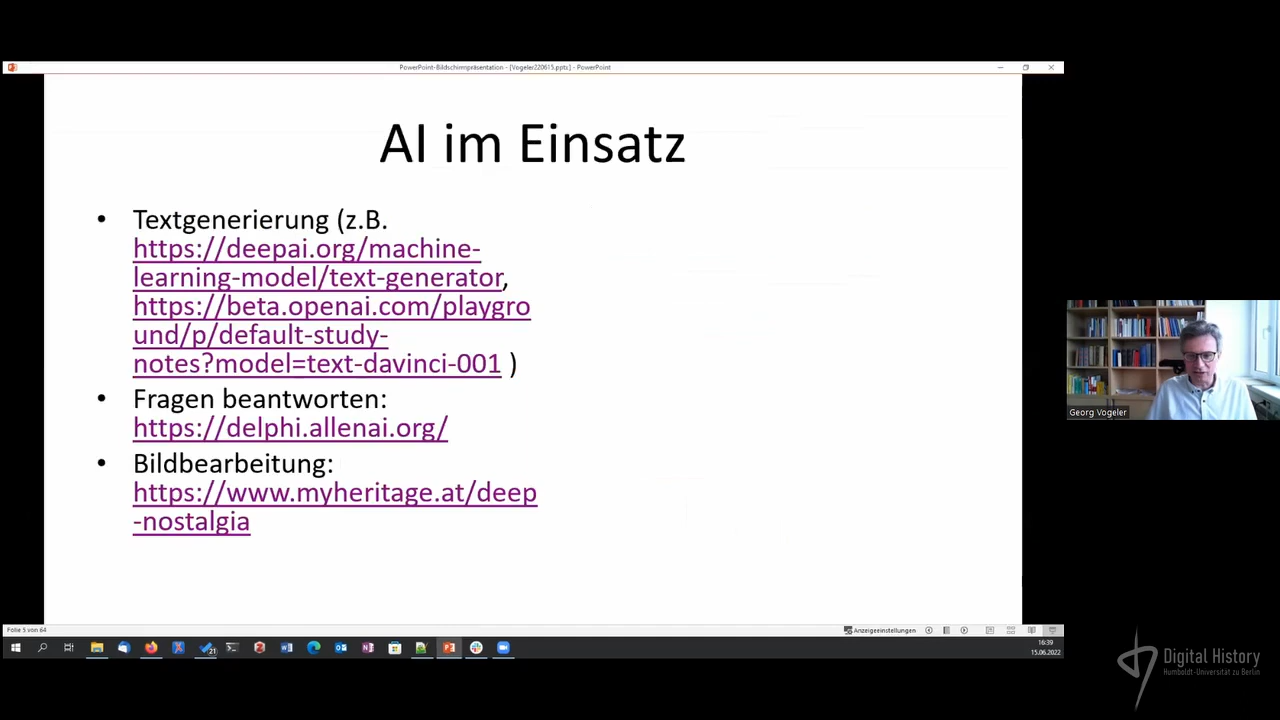 PowerPoint-Bildschirmpräsentation - [Vogeler220615.pptx] - PowerPoint
AI im Einsatz
• Textgenerierung (z.B.
https://deepai.org/machine-
learning-model/text-generator,
https://beta.openai.com/playgro
und/p/default-study-
notes?model=text-davinci-001 )
• Fragen beantworten:
https://delphi.allenai.org/
• Bildbearbeitung:
https://www.myheritage.at/deep
-nostalgia
Georg Vogeler
Folie 5 von 64
Anzeigeeinstellungen
21
16:39
15.06.2022
Digital History
Humboldt-Universität zu Berlin